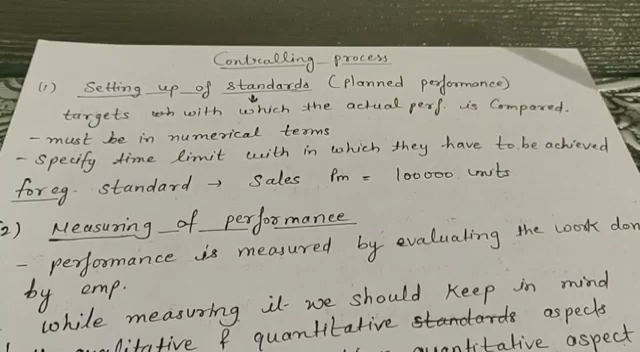 Contralling process
(1) Setting up of standards (Planned performance)
targets wh with which the actual perf. is Compared.
- must be in numerical terms
- Specify time limit with in which they have to be achieved
for eg. standard → Sales Pm = 100000 units
2) Measuring of performance
- performance is measured by evaluating the work don
by emp.
while measuring it we should keep in mind
f quantitative standards aspects
quantitative aspect